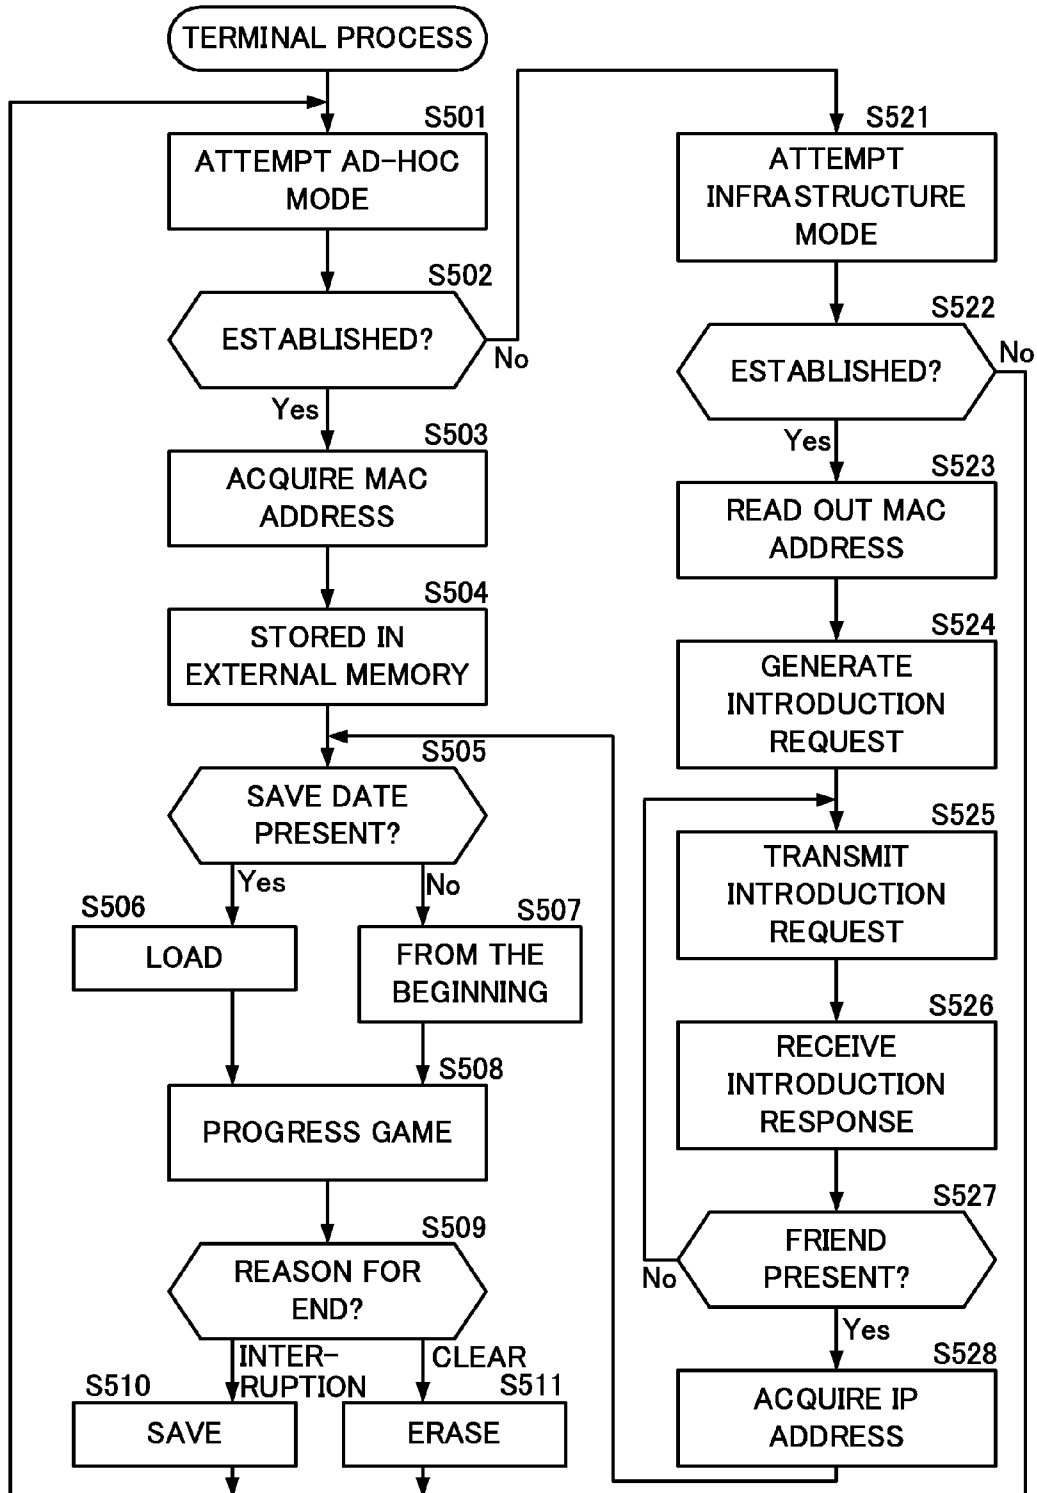 TERMINAL PROCESS
S501
ATTEMPT AD-HOC
MODE
S502
ESTABLISHED?
No
Yes
S503
ACQUIRE MAC
ADDRESS
S504
STORED IN
EXTERNAL MEMORY
S505
SAVE DATE
PRESENT?
Yes
No
S506
LOAD
S507
FROM THE
BEGINNING
S508
PROGRESS GAME
S509
REASON FOR
END?
INTER-
RUPTION
CLEAR
S510
SAVE
S511
ERASE
S521
ATTEMPT
INFRASTRUCTURE
MODE
S522
ESTABLISHED?
No
Yes
S523
READ OUT MAC
ADDRESS
S524
GENERATE
INTRODUCTION
REQUEST
S525
TRANSMIT
INTRODUCTION
REQUEST
S526
RECEIVE
INTRODUCTION
RESPONSE
S527
FRIEND
PRESENT?
No
Yes
S528
ACQUIRE IP
ADDRESS